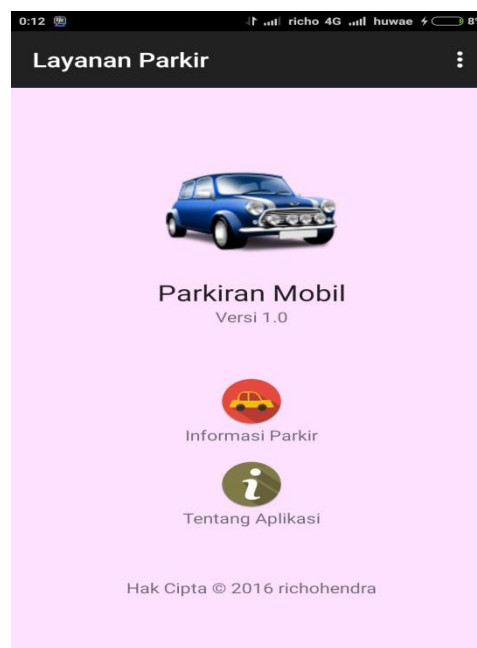 0:12 richo 4G huwae
Layanan Parkir
Parkiran Mobil
Versi 1.0
Informasi Parkir
i
Tentang Aplikasi
Hak Cipta © 2016 richohendra